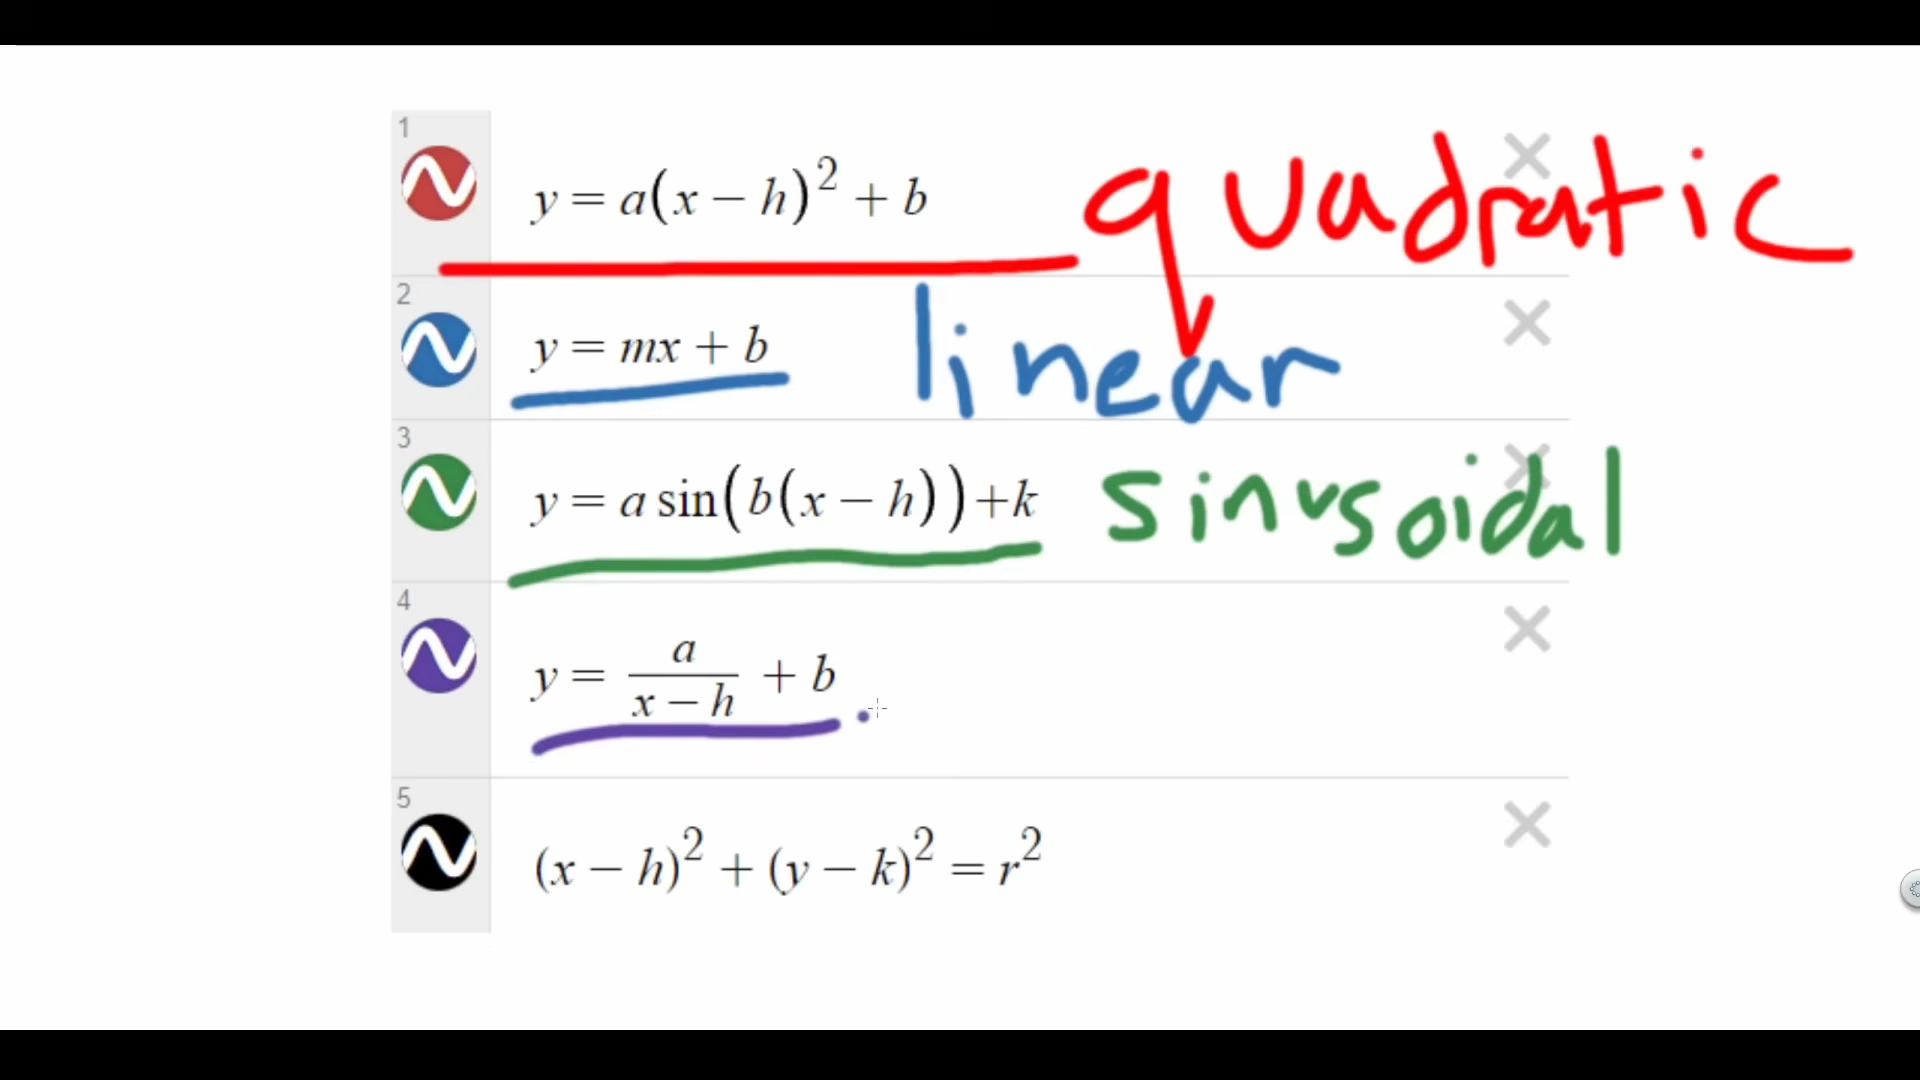 1
y = a(x − h)² + b quadratic
2
y = mx + b linear
3
y = a sin(b(x − h))+k sinusoidal
4
y = a/(x − h) + b
5
(x − h)² + (y − k)² = r²